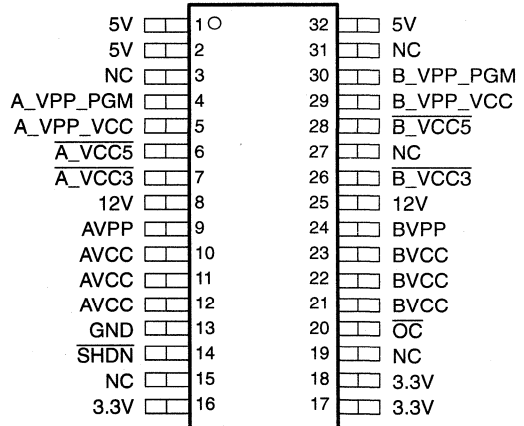 5V 1 32 5V
5V 2 31 NC
NC 3 30 B_VPP_PGM
A_VPP_PGM 4 29 B_VPP_VCC
A_VPP_VCC 5 28 B_VCC5
A_VCC5 6 27 NC
A_VCC3 7 26 B_VCC3
12V 8 25 12V
AVPP 9 24 BVPP
AVCC 10 23 BVCC
AVCC 11 22 BVCC
AVCC 12 21 BVCC
GND 13 20 OC
SHDN 14 19 NC
NC 15 18 3.3V
3.3V 16 17 3.3V